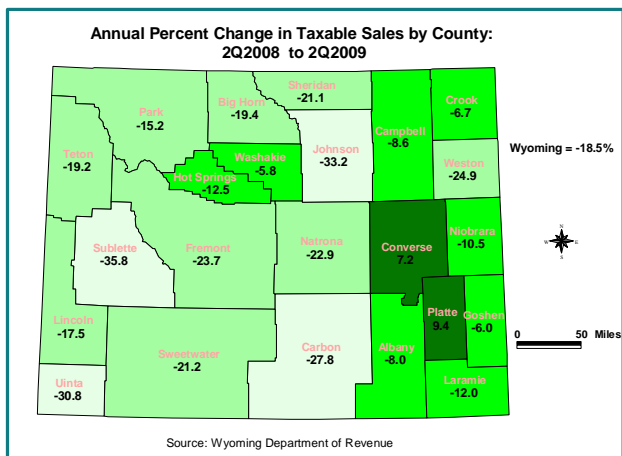 Annual Percent Change in Taxable Sales by County:
2Q2008 to 2Q2009
Sheridan
-21.1
Park
-15.2
Big Horn
-19.4
Crook
-6.7
Campbell
-8.6
Johnson
-33.2
Wyoming = -18.5%
Teton
-19.2
Washakie
-5.8
Weston
-24.9
Hot Springs
-12.5
Sublette
-35.8
Fremont
-23.7
Natrona
-22.9
Converse
7.2
Niobrara
-10.5
N
W
E
S
Lincoln
-17.5
Platte
9.4
Goshen
-6.0
0 50 Miles
Sweetwater
-21.2
Carbon
-27.8
Albany
-8.0
Uinta
-30.8
Laramie
-12.0
Source: Wyoming Department of Revenue